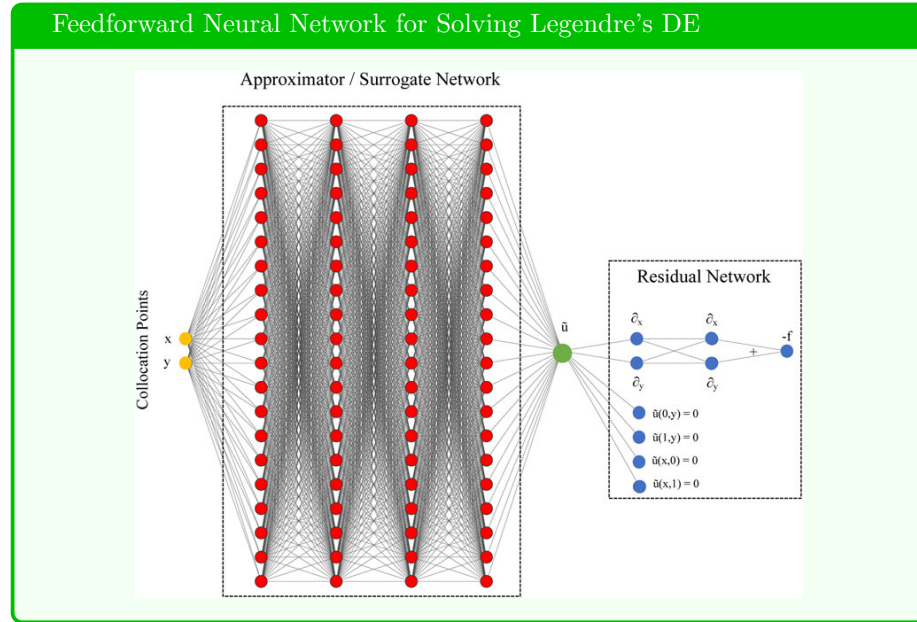 Feedforward Neural Network for Solving Legendre's DE
Approximator / Surrogate Network
Collocation Points
x
y
ũ
Residual Network
∂x
∂x
-f
+
∂y
∂y
ũ(0,y) = 0
ũ(1,y) = 0
ũ(x,0) = 0
ũ(x,1) = 0